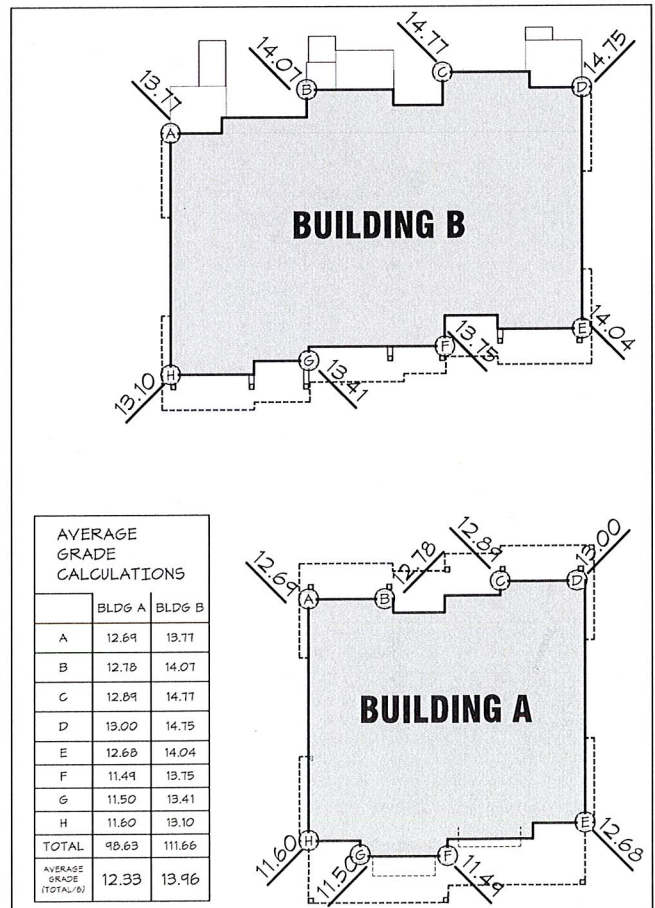 14.77
14.07
14.75
13.77
C
B
D
A
BUILDING B
14.04
E
13.75
F
G
H
13.41
13.10
AVERAGE
GRADE
CALCULATIONS
BLDG A BLDG B
A 12.69 13.77
B 12.78 14.07
C 12.89 14.77
D 13.00 14.75
E 12.68 14.04
F 11.49 13.75
G 11.50 13.41
H 11.60 13.10
TOTAL 98.63 111.66
AVERAGE
GRADE
(TOTAL/8)
12.33 13.96
12.69
12.78
12.89
13.00
A
B
C
D
BUILDING A
E
H
G
F
11.60
11.50
11.49
12.68